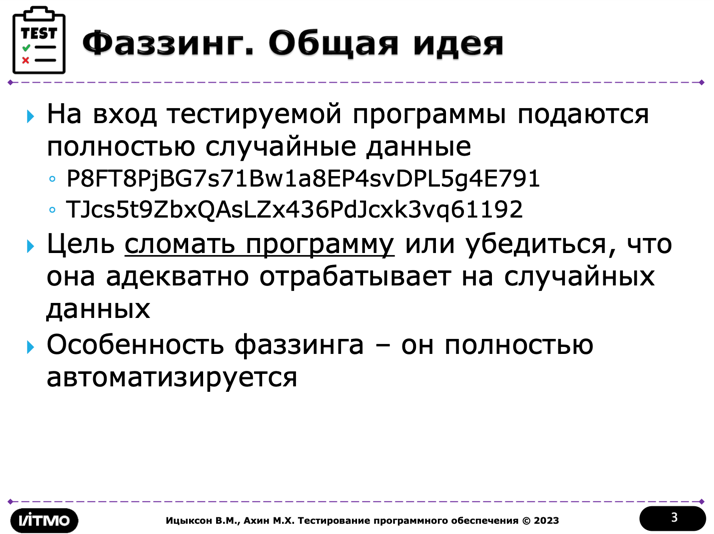 TEST
Фаззинг. Общая идея
На вход тестируемой программы подаются
полностью случайные данные
P8FT8PjBG7s71Bw1a8EP4svDPL5g4E791
TJcs5t9ZbxQAsLZx436PdJcxk3vq61192
Цель сломать программу или убедиться, что
она адекватно отрабатывает на случайных
данных
Особенность фаззинга – он полностью
автоматизируется
ИТМО
Ицыксон В.М., Ахин М.Х. Тестирование программного обеспечения © 2023
3